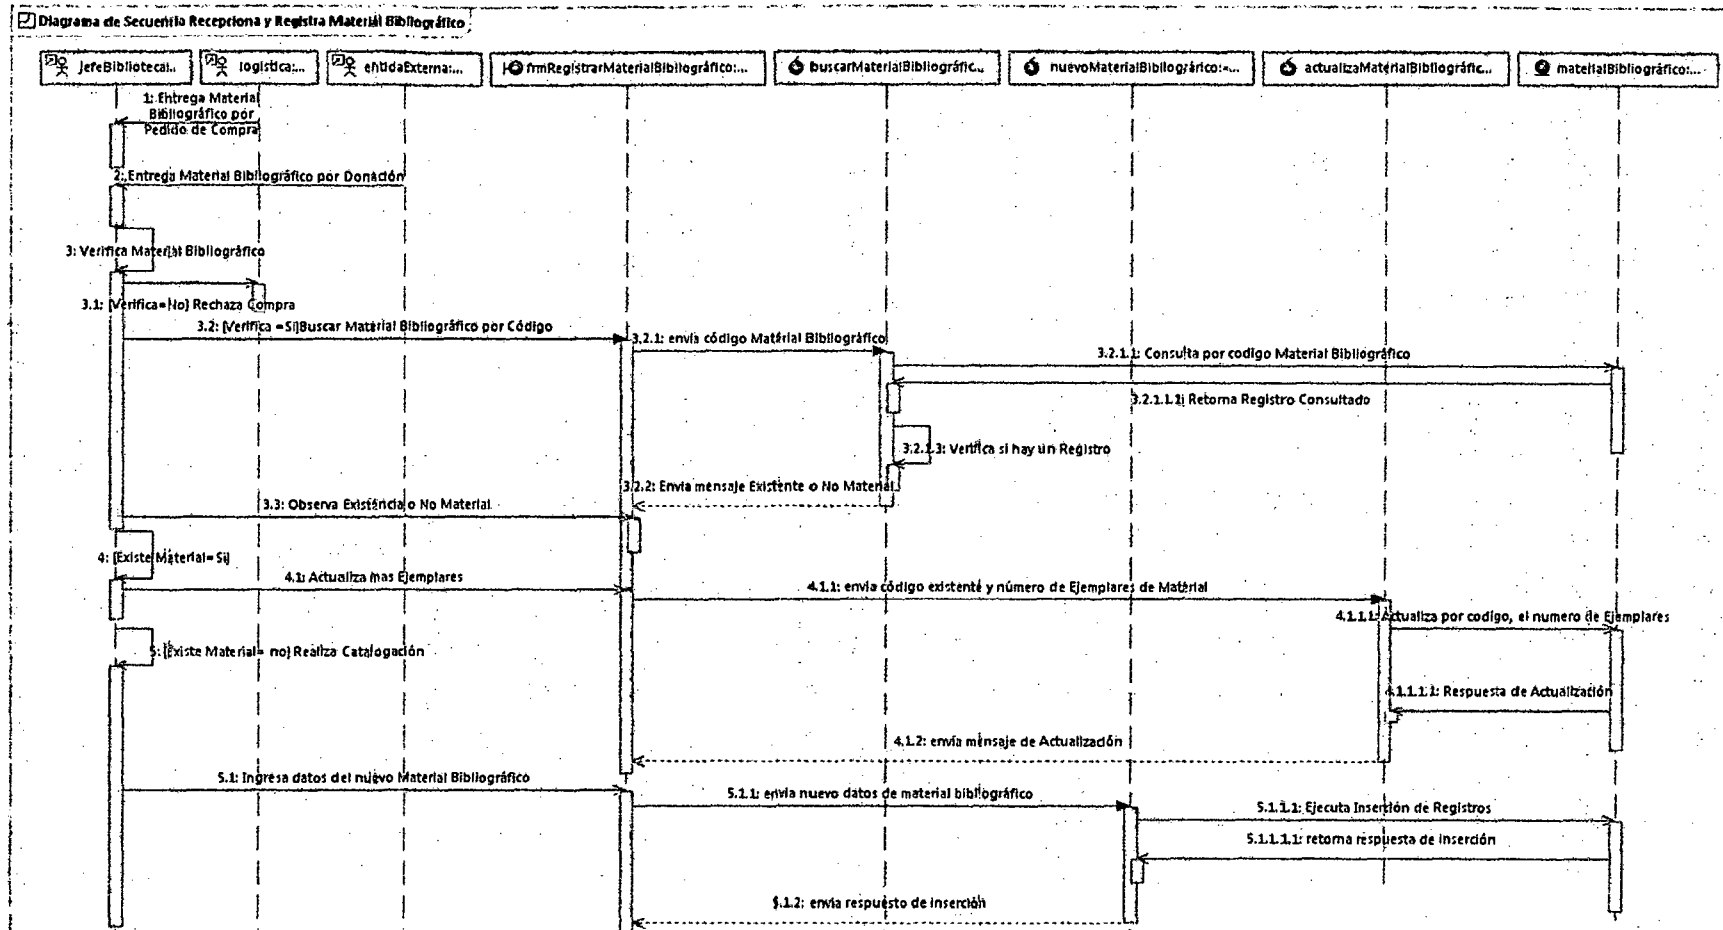 Diagrama de Secuencia Recepciona y Registra Material Bibliográfico
jefeBiblioteca:...
logistica:...
entidaExterna:...
frmRegistrarMaterialBibliográfico:...
buscarMaterialBibliográfic...
nuevoMaterialBibliográrico:=...
actualizaMaterialBibliográfic...
materialBibliográfico:...
1: Entrega Material
Bibliográfico por
Pedido de Compra
2: Entrega Material Bibliográfico por Donación
3: Verifica Material Bibliográfico
3.1: [Verifica=No] Rechaza Compra
3.2: [Verifica =Si]Buscar Material Bibliográfico por Código
3.2.1: envia código Material Bibliográfico
3.2.1.1: Consulta por codigo Material Bibliográfico
3.2.1.1.1: Retorna Registro Consultado
3.2.1.3: Verifica si hay un Registro
3.2.2: Envia mensaje Existente o No Material
3.3: Observa Existencia o No Material
4: [Existe Material=Si]
4.1: Actualiza mas Ejemplares
4.1.1: envia código existente y número de Ejemplares de Material
4.1.1.1: Actualiza por codigo, el numero de Ejemplares
5: [Existe Material= no] Realiza Catalogación
4.1.1.1.1: Respuesta de Actualización
4.1.2: envía mensaje de Actualización
5.1: Ingresa datos del nuevo Material Bibliográfico
5.1.1: envia nuevo datos de material bibliográfico
5.1.1.1: Ejecuta Inserción de Registros
5.1.1.1.1: retorna respuesta de inserción
5.1.2: envia respuesto de inserción